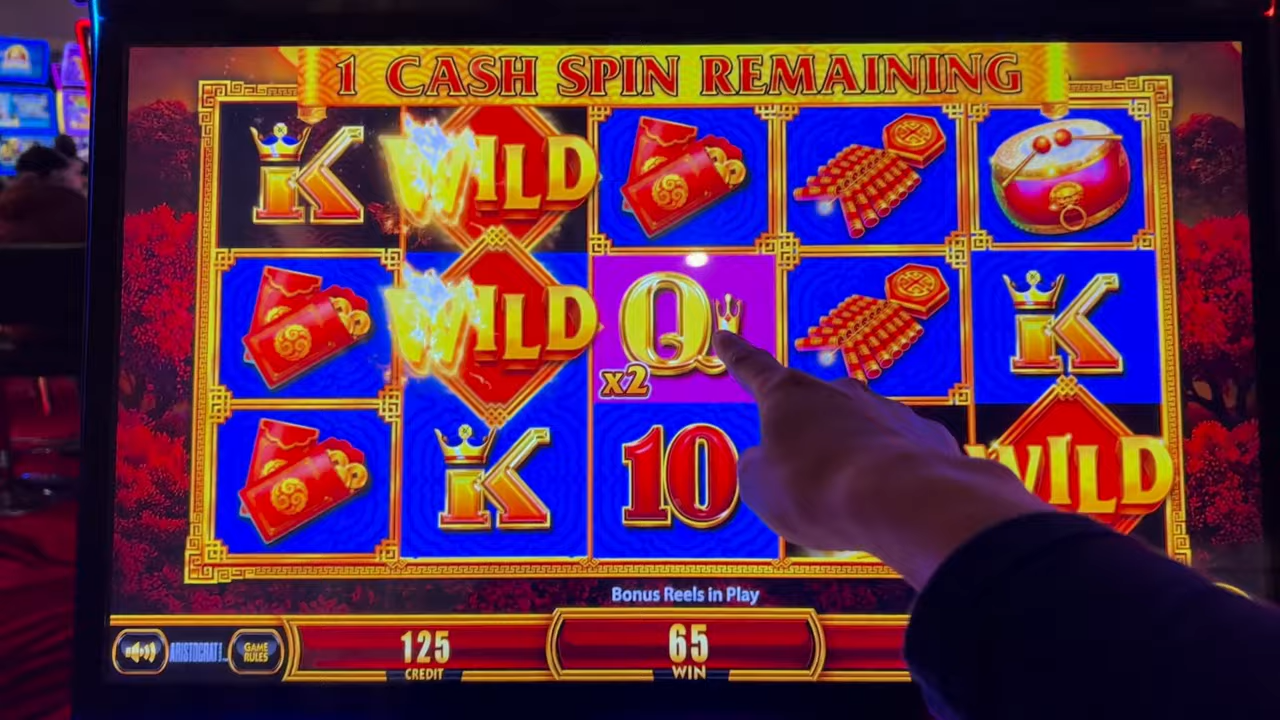 1 CASH SPIN REMAINING
K WILD
WILD Q K
x2
K 10 WILD
Bonus Reels in Play
125 65
CREDIT WIN
ARISTOCRAT GAME RULES